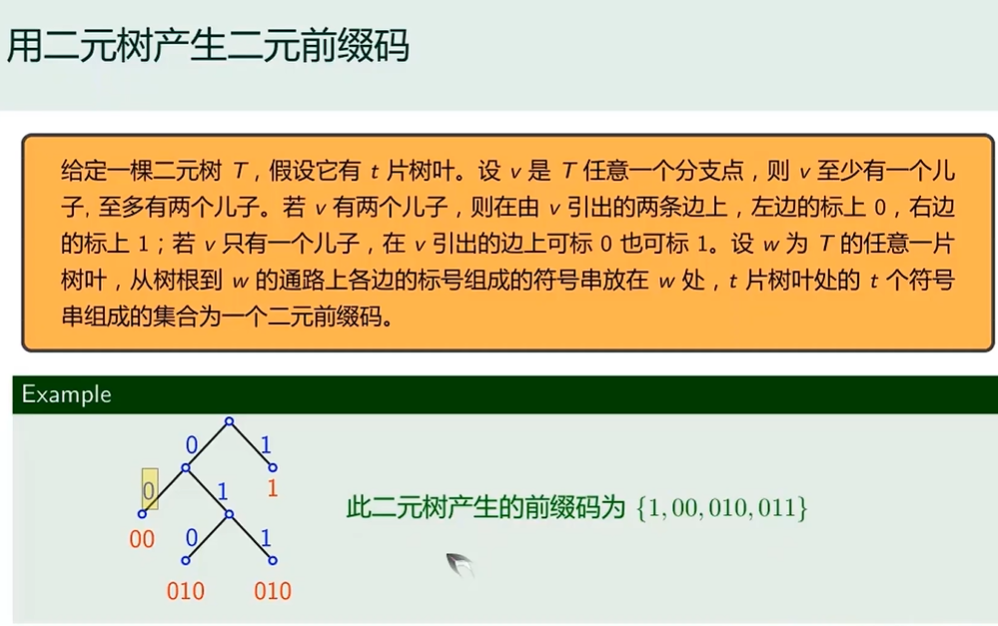 用二元树产生二元前缀码
给定一棵二元树 T，假设它有 t 片树叶。设 v 是 T 任意一个分支点，则 v 至少有一个儿
子, 至多有两个儿子。若 v 有两个儿子，则在由 v 引出的两条边上，左边的标上 0，右边
的标上 1；若 v 只有一个儿子，在 v 引出的边上可标 0 也可标 1。设 w 为 T 的任意一片
树叶，从树根到 w 的通路上各边的标号组成的符号串放在 w 处，t 片树叶处的 t 个符号
串组成的集合为一个二元前缀码。
Example
0 1
0 1 1
此二元树产生的前缀码为 {1, 00, 010, 011}
00 0 1
010 010